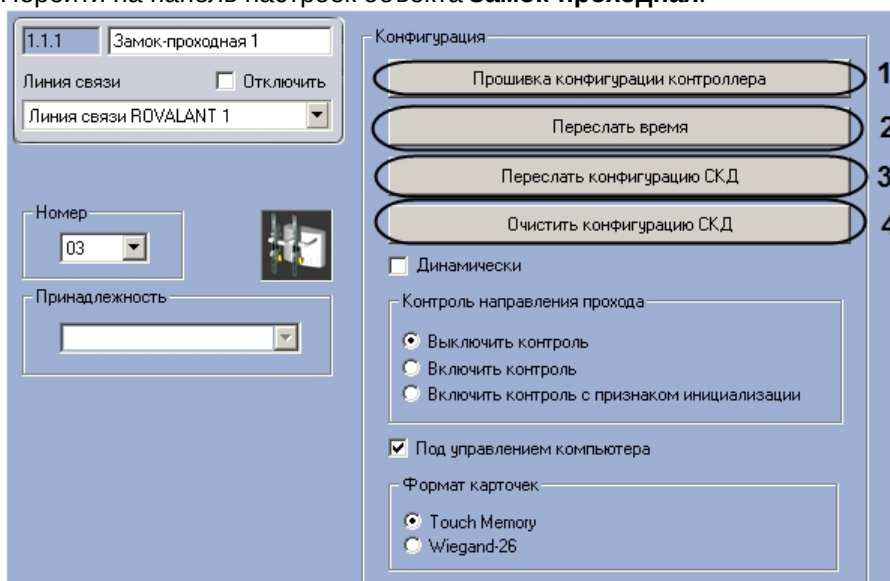 Перейти на панель настроек объекта Замок-проходная.
1.1.1 Замок-проходная 1
Линия связи Отключить
Линия связи ROVALANT 1
Номер
03
Принадлежность
Конфигурация
Прошивка конфигурации контроллера 1
Переслать время 2
Переслать конфигурацию СКД 3
Очистить конфигурацию СКД 4
Динамически
Контроль направления прохода
Выключить контроль
Включить контроль
Включить контроль с признаком инициализации
Под управлением компьютера
Формат карточек
Touch Memory
Wiegand-26